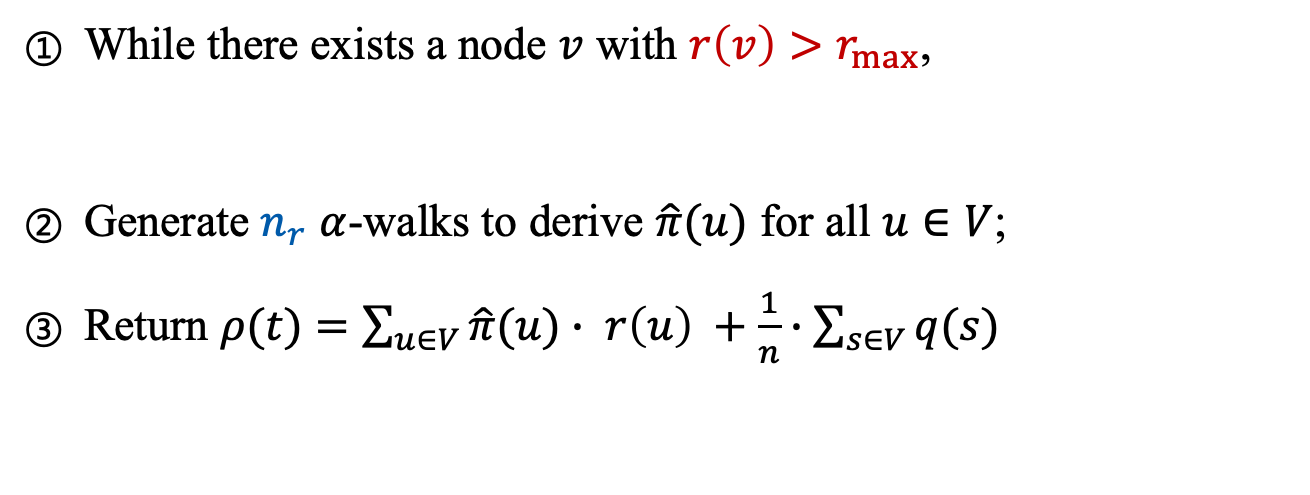 ① While there exists a node v with r(v) > r_max,
② Generate n_r α-walks to derive π̂(u) for all u ∈ V;
③ Return ρ(t) = ∑_{u∈V} π̂(u) · r(u) + 1/n · ∑_{s∈V} q(s)